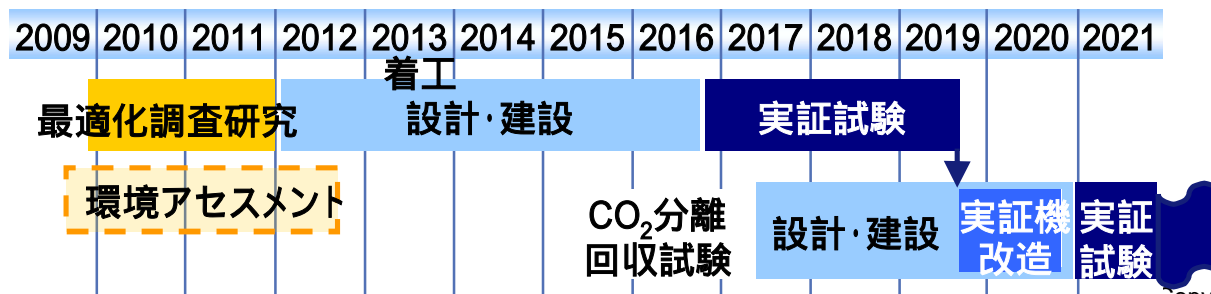 2009 2010 2011 2012 2013 2014 2015 2016 2017 2018 2019 2020 2021
着工
最適化調査研究 設計・建設 実証試験
環境アセスメント
CO₂分離
回収試験
設計・建設
実証機
改造
実証
試験